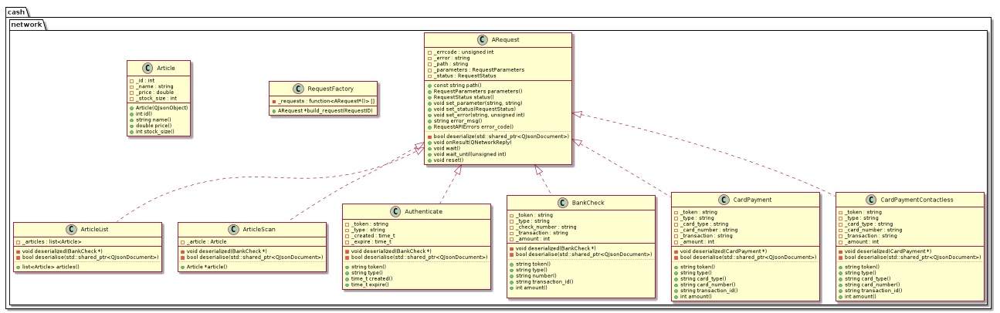 cash
network
C ARequest
_errcode : unsigned int
_error : string
_path : string
_parameters : RequestParameters
_status : RequestStatus
const string path()
RequestParameters parameters()
RequestStatus status()
void set_parameter(string, string)
void set_status(RequestStatus)
void set_error(string, unsigned int)
string error_msg()
RequestAPIErrors error_code()
bool deserialize(std::shared_ptr<QJsonDocument>)
void onResult(QNetworkReply)
void wait()
void wait_until(unsigned int)
void reset()
C Article
_id : int
_name : string
_price : double
_stock_size : int
Article(QJsonObject)
int id()
string name()
double price()
int stock_size()
C RequestFactory
_requests : function<ARequest*()> []
ARequest *build_request(RequestID)
C ArticleList
_articles : list<Article>
void deserialized(BankCheck *)
bool deserialise(std::shared_ptr<QJsonDocument>)
list<Article> articles()
C ArticleScan
_article : Article
void deserialized(BankCheck *)
bool deserialise(std::shared_ptr<QJsonDocument>)
Article *article()
C Authenticate
_token : string
_type : string
_created : time_t
_expire : time_t
void deserialized(BankCheck *)
bool deserialise(std::shared_ptr<QJsonDocument>)
string token()
string type()
time_t created()
time_t expire()
C BankCheck
_token : string
_type : string
_check_number : string
_transaction : string
_amount : int
void deserialized(BankCheck *)
bool deserialise(std::shared_ptr<QJsonDocument>)
string token()
string type()
string number()
string transaction_id()
int amount()
C CardPayment
_token : string
_type : string
_card_type : string
_card_number : string
_transaction : string
_amount : int
void deserialized(CardPayment *)
bool deserialise(std::shared_ptr<QJsonDocument>)
string token()
string type()
string card_type()
string card_number()
string transaction_id()
int amount()
C CardPaymentContactless
_token : string
_type : string
_card_type : string
_card_number : string
_transaction : string
_amount : int
void deserialized(CardPayment *)
bool deserialise(std::shared_ptr<QJsonDocument>)
string token()
string type()
string card_type()
string card_number()
string transaction_id()
int amount()